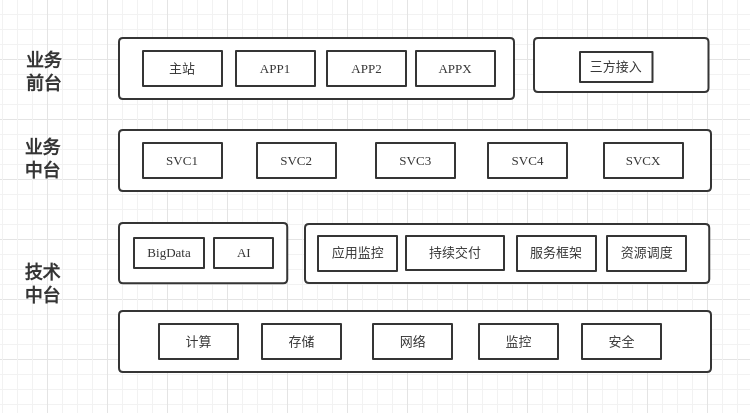 业务
前台
主站
APP1
APP2
APPX
三方接入
业务
中台
SVC1
SVC2
SVC3
SVC4
SVCX
技术
中台
BigData
AI
应用监控
持续交付
服务框架
资源调度
计算
存储
网络
监控
安全